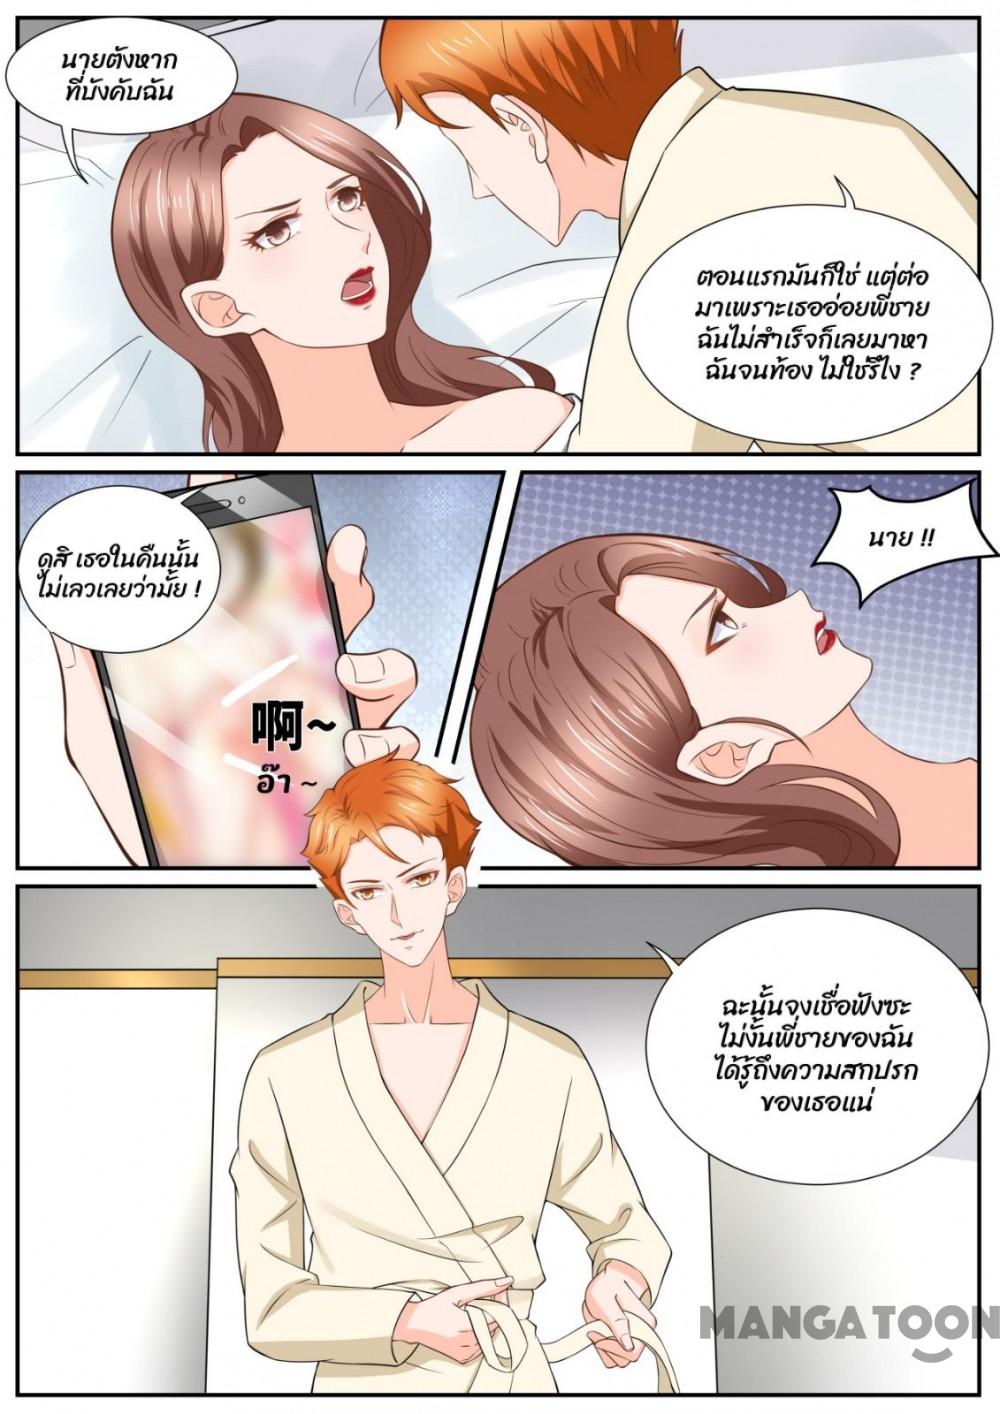 นายตังหาก
ที่บังคับฉัน
ตอนแรกมันก็ใช่ แต่ต่อ
มาเพราะเธออ่อยพี่ชาย
ฉันไม่สำเร็จก็เลยมาหา
ฉันจนท้อง ไม่ใช่รึไง ?
ดูสิ เธอในคืนนั้น
ไม่เลวเลยว่ามั้ย !
啊~
อ๊า ~
นาย !!
ฉะนั้นจงเชื่อฟังซะ
ไม่งั้นพี่ชายของฉัน
ได้รู้ถึงความสกปรก
ของเธอแน่
MANGATOON